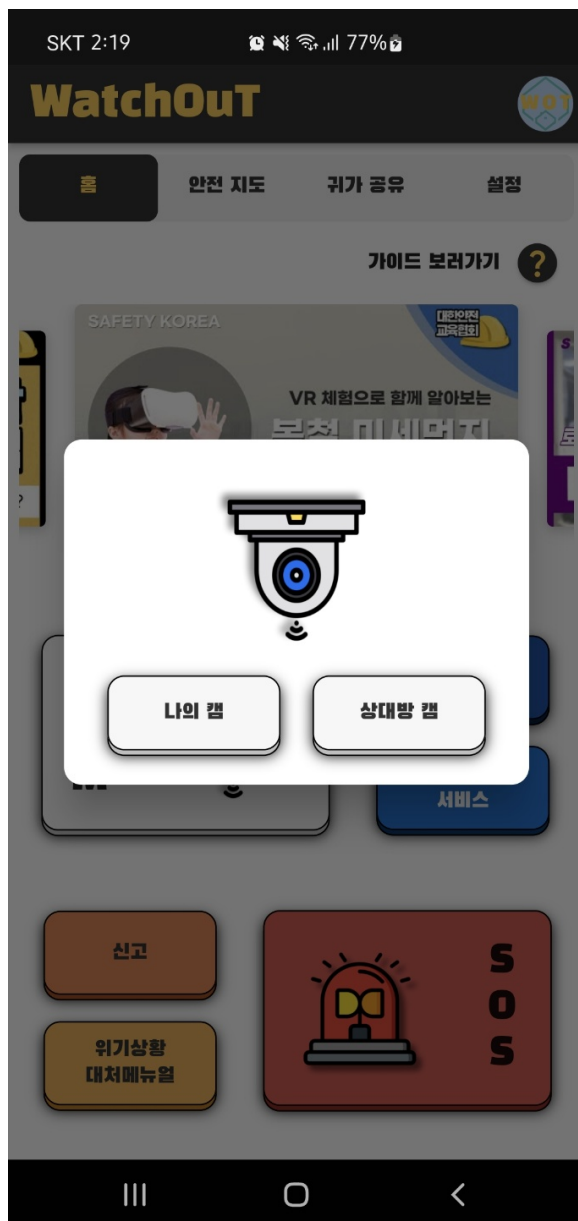 SKT 2:19
77%
WatchOuT
WOT
홈 안전 지도 귀가 공유 설정
가이드 보러가기 ?
SAFETY KOREA
대한안전
교육협회
VR 체험으로 함께 알아보는
?
나의 캠 상대방 캠
서비스
신고
위기상황
대처메뉴얼
S
O
S